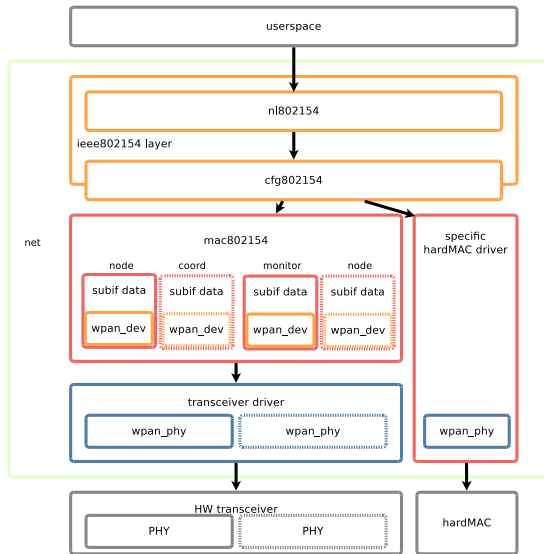 userspace
nl802154
ieee802154 layer
cfg802154
net
mac802154
specific
hardMAC driver
node coord monitor node
subif data subif data subif data subif data
wpan_dev wpan_dev wpan_dev wpan_dev
transceiver driver
wpan_phy wpan_phy wpan_phy
HW transceiver
PHY PHY
hardMAC